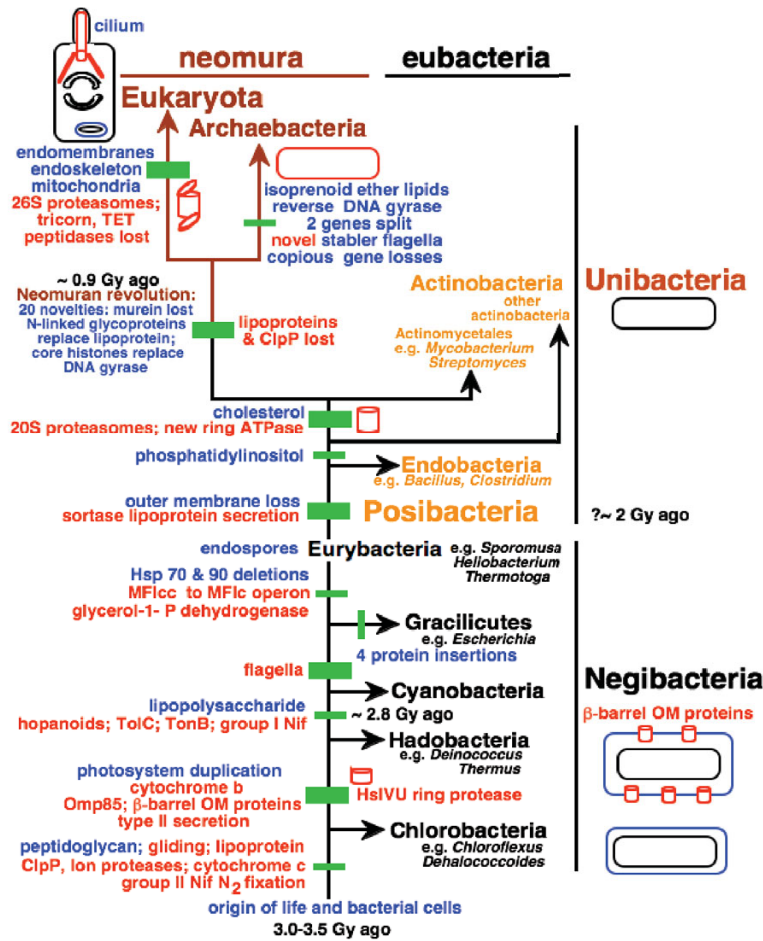 cilium
neomura
eubacteria
Eukaryota
Archaebacteria
endomembranes
endoskeleton
mitochondria
26S proteasomes;
tricorn, TET
peptidases lost
isoprenoid ether lipids
reverse DNA gyrase
2 genes split
novel stabler flagella
copious gene losses
~ 0.9 Gy ago
Neomuran revolution:
20 novelties: murein lost
N-linked glycoproteins
replace lipoprotein;
core histones replace
DNA gyrase
lipoproteins
& ClpP lost
Actinobacteria
other
actinobacteria
Actinomycetales
e.g. Mycobacterium
Streptomyces
Unibacteria
cholesterol
20S proteasomes; new ring ATPase
phosphatidylinositol
Endobacteria
e.g. Bacillus, Clostridium
outer membrane loss
sortase lipoprotein secretion
Posibacteria
?~ 2 Gy ago
endospores
Eurybacteria
e.g. Sporomusa
Heliobacterium
Thermotoga
Hsp 70 & 90 deletions
MFlcc to MFlc operon
glycerol-1- P dehydrogenase
Gracilicutes
e.g. Escherichia
4 protein insertions
flagella
Cyanobacteria
lipopolysaccharide
hopanoids; TolC; TonB; group I Nif
~ 2.8 Gy ago
Hadobacteria
e.g. Deinococcus
Thermus
Negibacteria
β-barrel OM proteins
photosystem duplication
cytochrome b
Omp85; β-barrel OM proteins
type II secretion
HslVU ring protease
Chlorobacteria
e.g. Chloroflexus
Dehalococcoides
peptidoglycan; gliding; lipoprotein
ClpP, lon proteases; cytochrome c
group II Nif N2 fixation
origin of life and bacterial cells
3.0-3.5 Gy ago